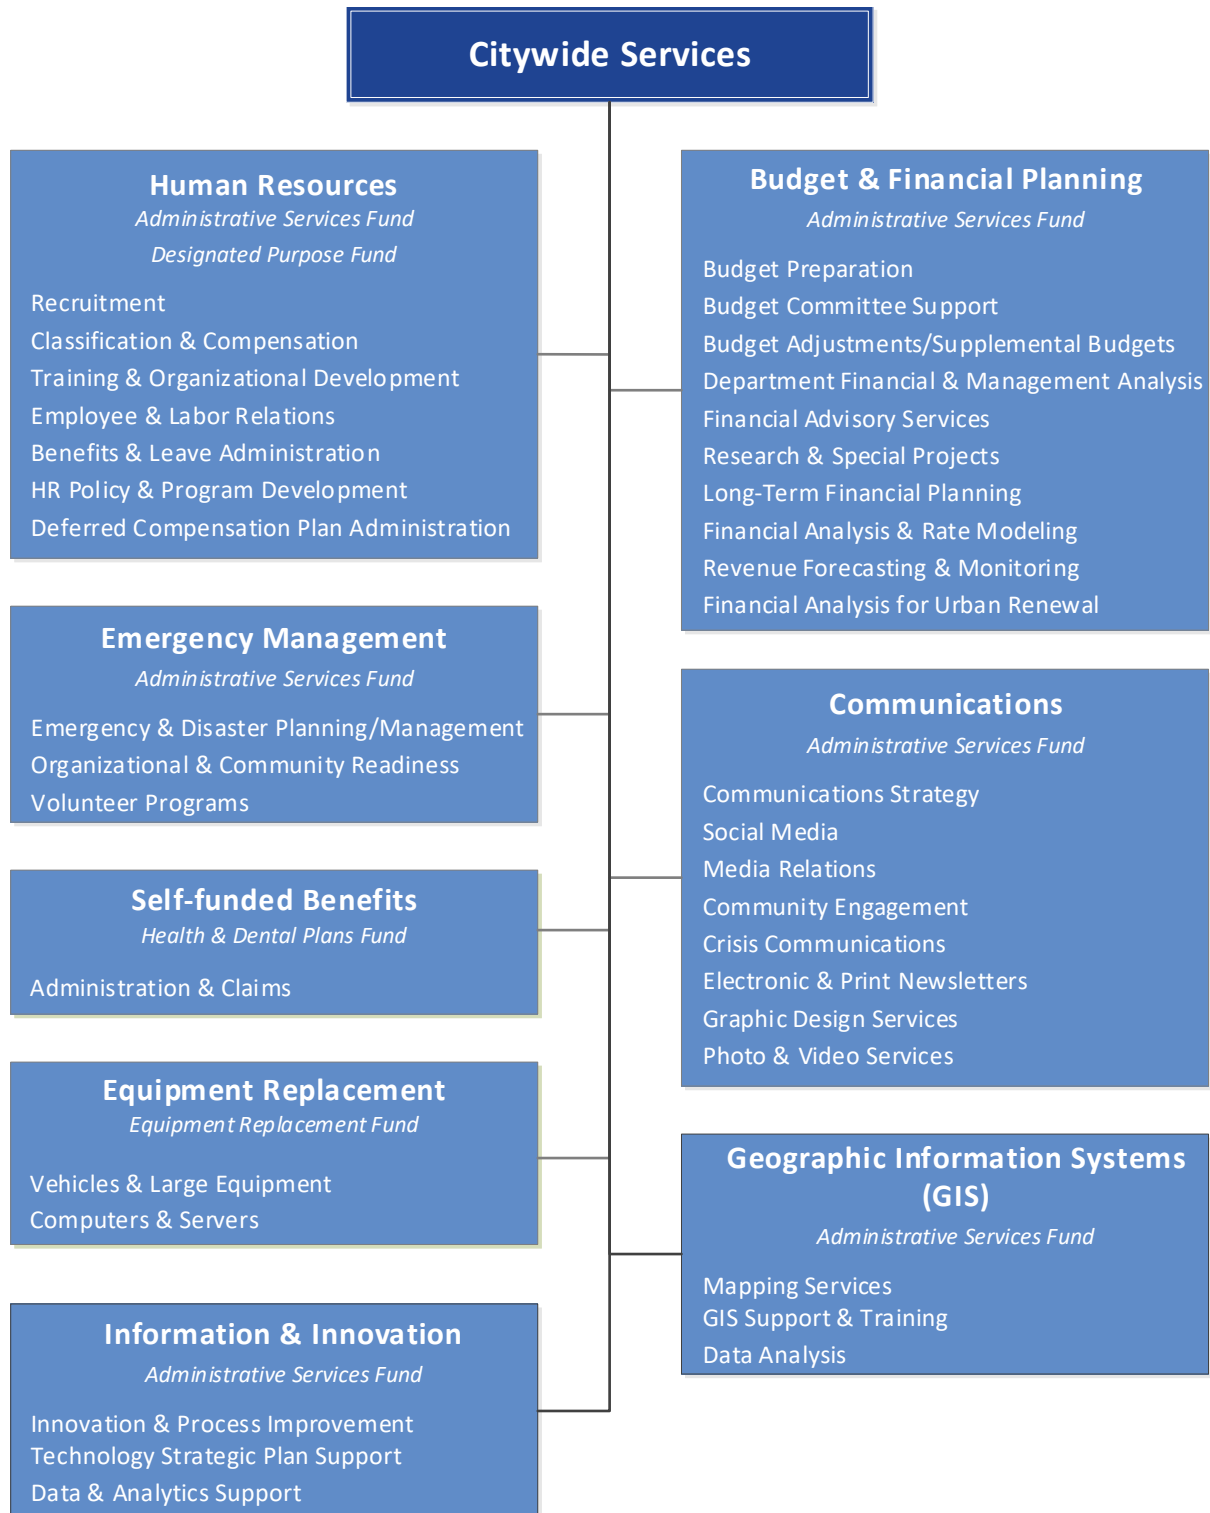 Citywide Services
Human Resources
Administrative Services Fund
Designated Purpose Fund
Recruitment
Classification & Compensation
Training & Organizational Development
Employee & Labor Relations
Benefits & Leave Administration
HR Policy & Program Development
Deferred Compensation Plan Administration
Emergency Management
Administrative Services Fund
Emergency & Disaster Planning/Management
Organizational & Community Readiness
Volunteer Programs
Self-funded Benefits
Health & Dental Plans Fund
Administration & Claims
Equipment Replacement
Equipment Replacement Fund
Vehicles & Large Equipment
Computers & Servers
Information & Innovation
Administrative Services Fund
Innovation & Process Improvement
Technology Strategic Plan Support
Data & Analytics Support
Budget & Financial Planning
Administrative Services Fund
Budget Preparation
Budget Committee Support
Budget Adjustments/Supplemental Budgets
Department Financial & Management Analysis
Financial Advisory Services
Research & Special Projects
Long-Term Financial Planning
Financial Analysis & Rate Modeling
Revenue Forecasting & Monitoring
Financial Analysis for Urban Renewal
Communications
Administrative Services Fund
Communications Strategy
Social Media
Media Relations
Community Engagement
Crisis Communications
Electronic & Print Newsletters
Graphic Design Services
Photo & Video Services
Geographic Information Systems
(GIS)
Administrative Services Fund
Mapping Services
GIS Support & Training
Data Analysis